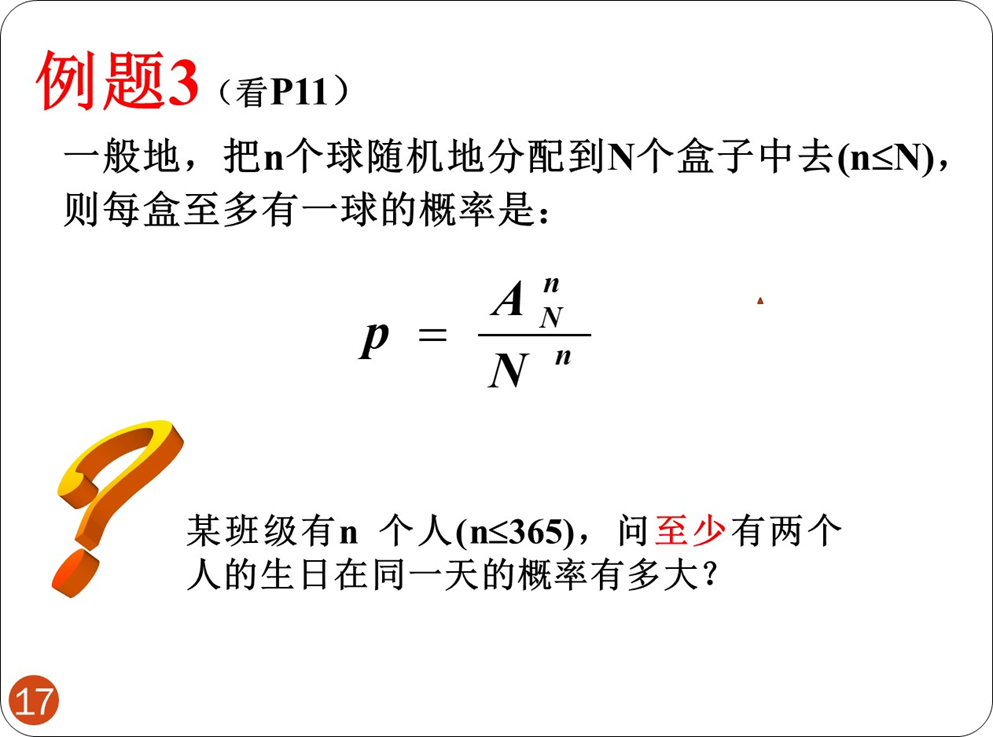 例题3（看P11）
一般地，把n个球随机地分配到N个盒子中去(n≤N)，
则每盒至多有一球的概率是：
p = A_N^n / N^n
某班级有n 个人(n≤365)，问至少有两个
人的生日在同一天的概率有多大？
17